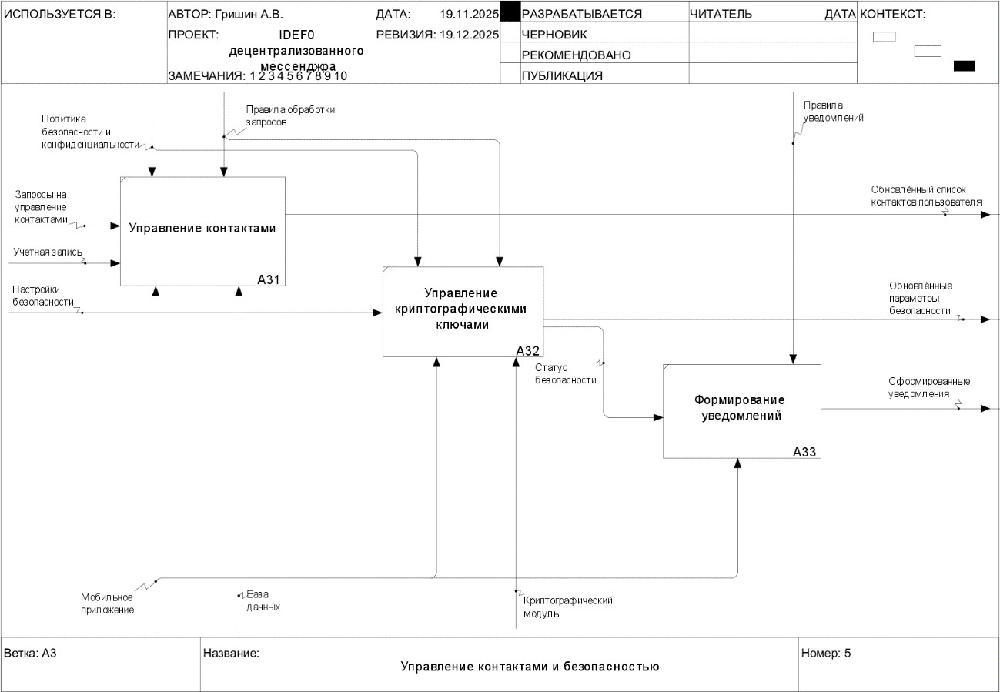 ИСПОЛЬЗУЕТСЯ В:
АВТОР: Гришин А.В.
ДАТА: 19.11.2025
РАЗРАБАТЫВАЕТСЯ
ЧИТАТЕЛЬ
ДАТА
КОНТЕКСТ:
ПРОЕКТ: IDEF0
децентрализованного
мессенджра
РЕВИЗИЯ: 19.12.2025
ЧЕРНОВИК
РЕКОМЕНДОВАНО
ЗАМЕЧАНИЯ: 1 2 3 4 5 6 7 8 9 10
ПУБЛИКАЦИЯ
Политика
безопасности и
конфиденциальности
Правила обработки
запросов
Правила
уведомлений
Запросы на
управление
контактами
Управление контактами
A31
Обновлённый список
контактов пользователя
Учётная запись
Настройки
безопасности
Управление
криптографическими
ключами
A32
Обновлённые
параметры
безопасности
Статус
безопасности
Формирование
уведомлений
A33
Сформированные
уведомления
Мобильное
приложение
База
данных
Криптографический
модуль
Ветка: A3
Название:
Управление контактами и безопасностью
Номер: 5